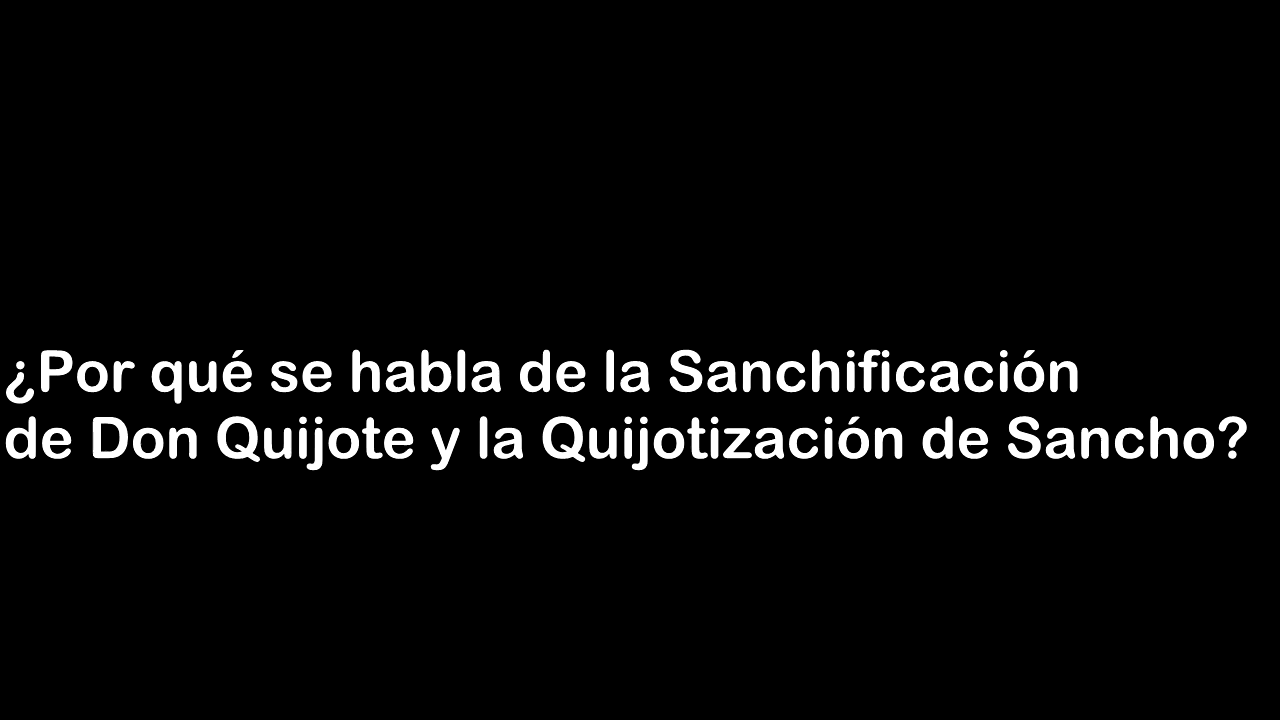 ¿Por qué se habla de la Sanchificación
de Don Quijote y la Quijotización de Sancho?